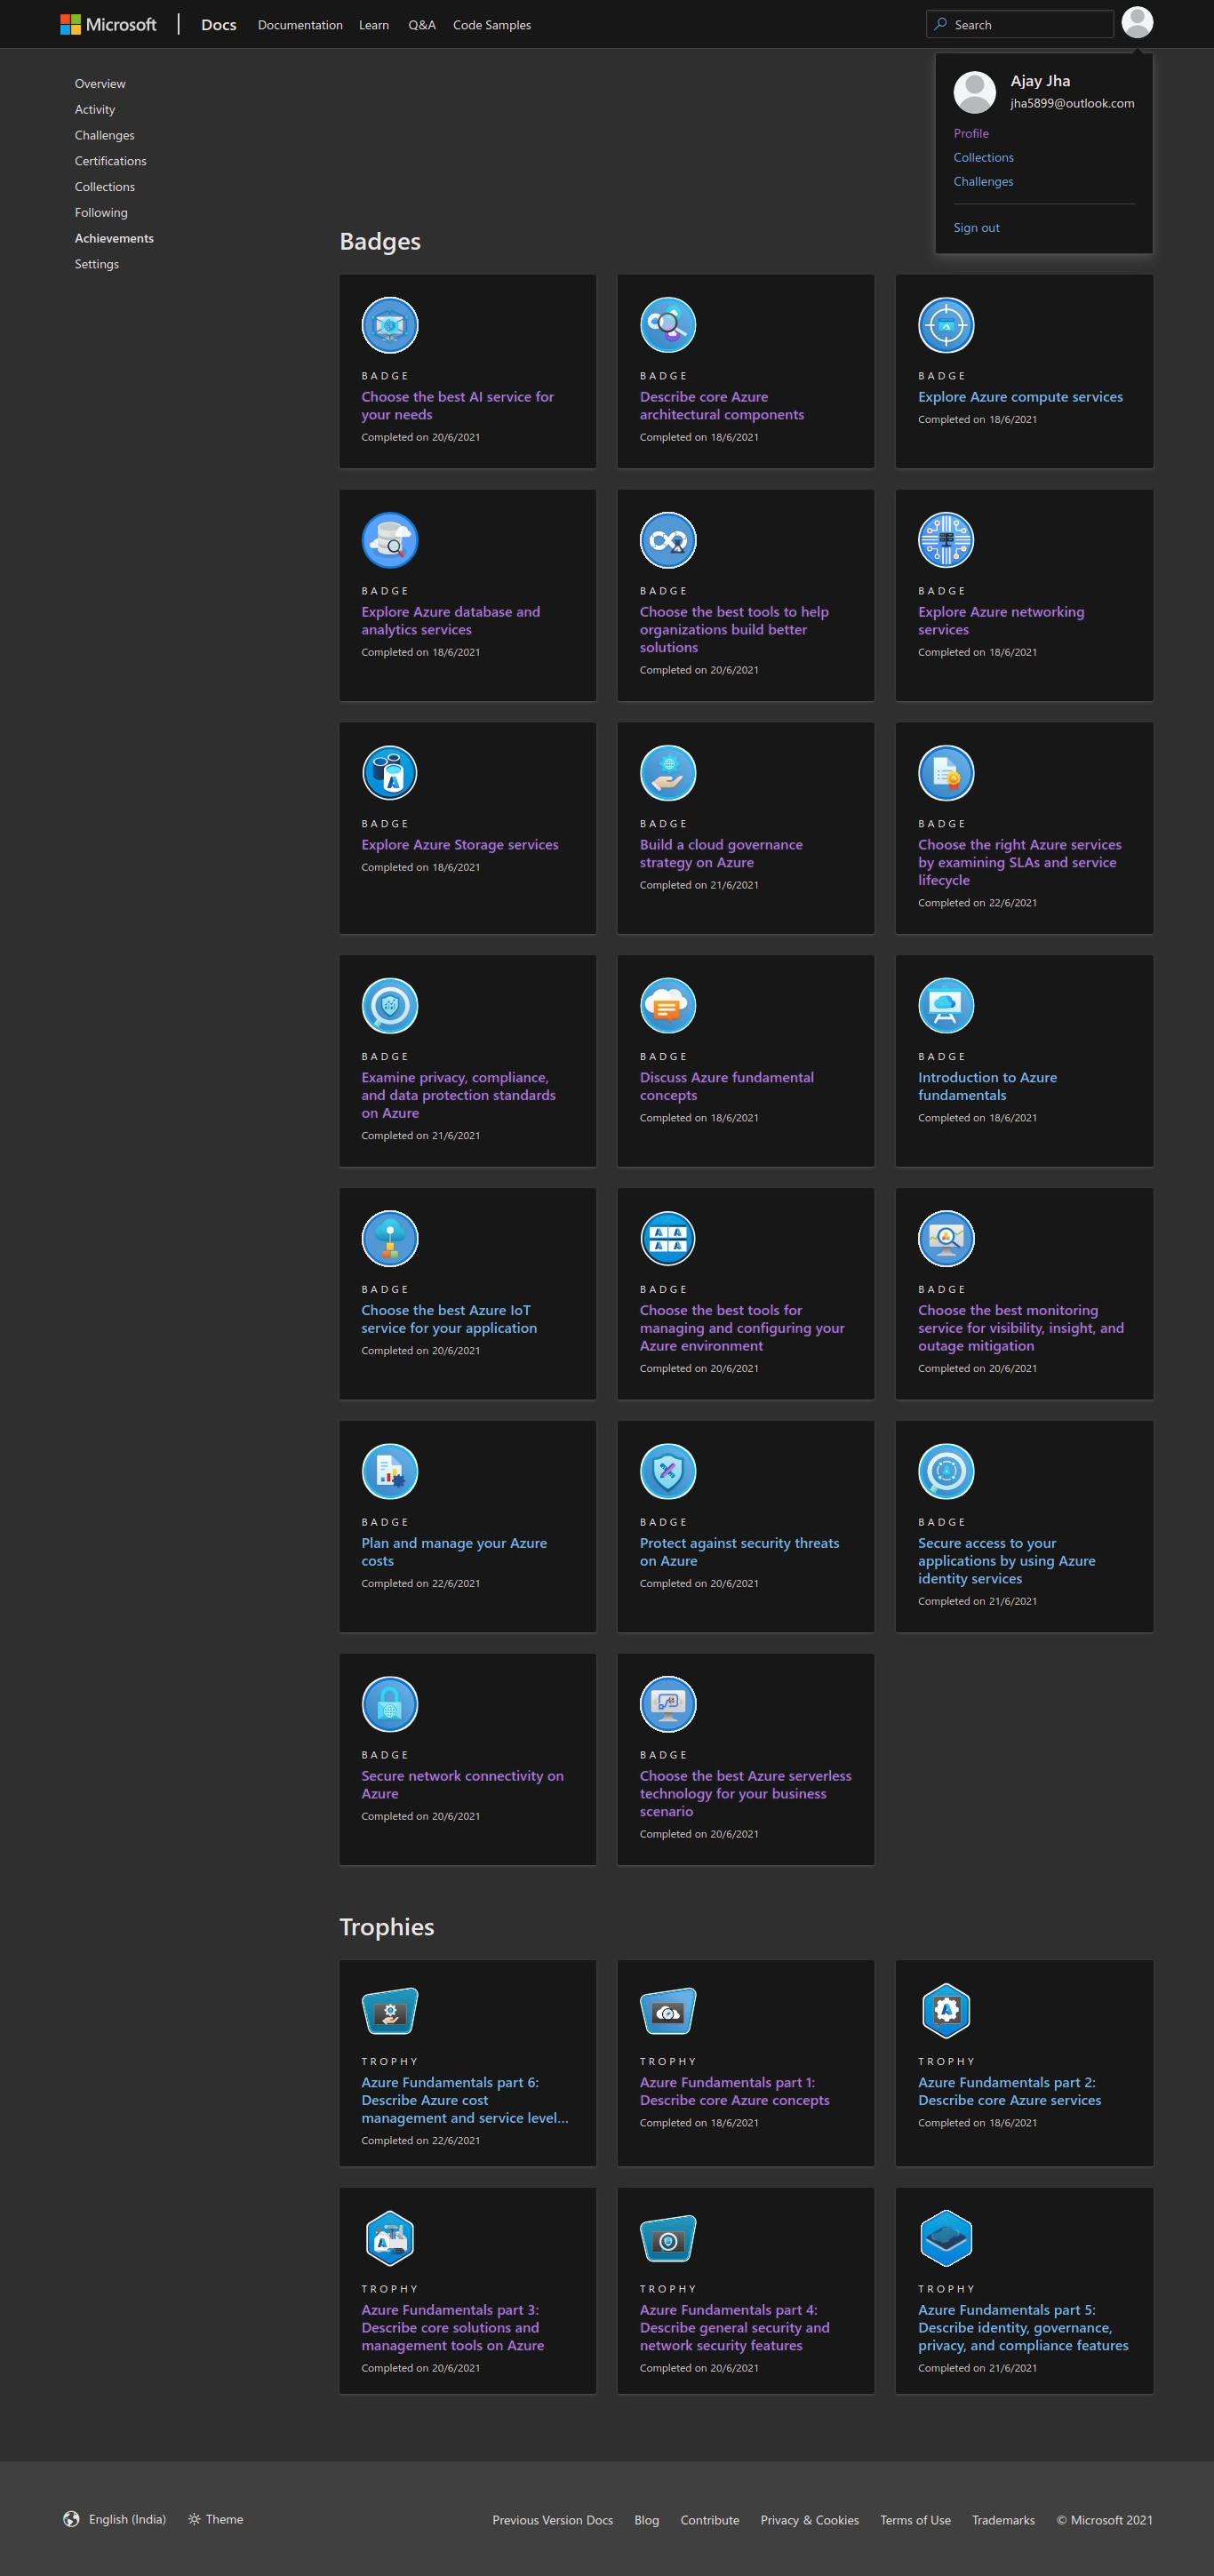 Microsoft
Docs
Documentation
Learn
Q&A
Code Samples
Search
Ajay Jha
jha5899@outlook.com
Profile
Collections
Challenges
Sign out
Overview
Activity
Challenges
Certifications
Collections
Following
Achievements
Settings
Badges
BADGE
Choose the best AI service for
your needs
Completed on 20/6/2021
BADGE
Describe core Azure
architectural components
Completed on 18/6/2021
BADGE
Explore Azure compute services
Completed on 18/6/2021
BADGE
Explore Azure database and
analytics services
Completed on 18/6/2021
BADGE
Choose the best tools to help
organizations build better
solutions
Completed on 20/6/2021
BADGE
Explore Azure networking
services
Completed on 18/6/2021
BADGE
Explore Azure Storage services
Completed on 18/6/2021
BADGE
Build a cloud governance
strategy on Azure
Completed on 21/6/2021
BADGE
Choose the right Azure services
by examining SLAs and service
lifecycle
Completed on 22/6/2021
BADGE
Examine privacy, compliance,
and data protection standards
on Azure
Completed on 21/6/2021
BADGE
Discuss Azure fundamental
concepts
Completed on 18/6/2021
BADGE
Introduction to Azure
fundamentals
Completed on 18/6/2021
BADGE
Choose the best Azure IoT
service for your application
Completed on 20/6/2021
BADGE
Choose the best tools for
managing and configuring your
Azure environment
Completed on 20/6/2021
BADGE
Choose the best monitoring
service for visibility, insight, and
outage mitigation
Completed on 20/6/2021
BADGE
Plan and manage your Azure
costs
Completed on 22/6/2021
BADGE
Protect against security threats
on Azure
Completed on 20/6/2021
BADGE
Secure access to your
applications by using Azure
identity services
Completed on 21/6/2021
BADGE
Secure network connectivity on
Azure
Completed on 20/6/2021
BADGE
Choose the best Azure serverless
technology for your business
scenario
Completed on 20/6/2021
Trophies
TROPHY
Azure Fundamentals part 6:
Describe Azure cost
management and service level...
Completed on 22/6/2021
TROPHY
Azure Fundamentals part 1:
Describe core Azure concepts
Completed on 18/6/2021
TROPHY
Azure Fundamentals part 2:
Describe core Azure services
Completed on 18/6/2021
TROPHY
Azure Fundamentals part 3:
Describe core solutions and
management tools on Azure
Completed on 20/6/2021
TROPHY
Azure Fundamentals part 4:
Describe general security and
network security features
Completed on 20/6/2021
TROPHY
Azure Fundamentals part 5:
Describe identity, governance,
privacy, and compliance features
Completed on 21/6/2021
English (India)
Theme
Previous Version Docs
Blog
Contribute
Privacy & Cookies
Terms of Use
Trademarks
© Microsoft 2021